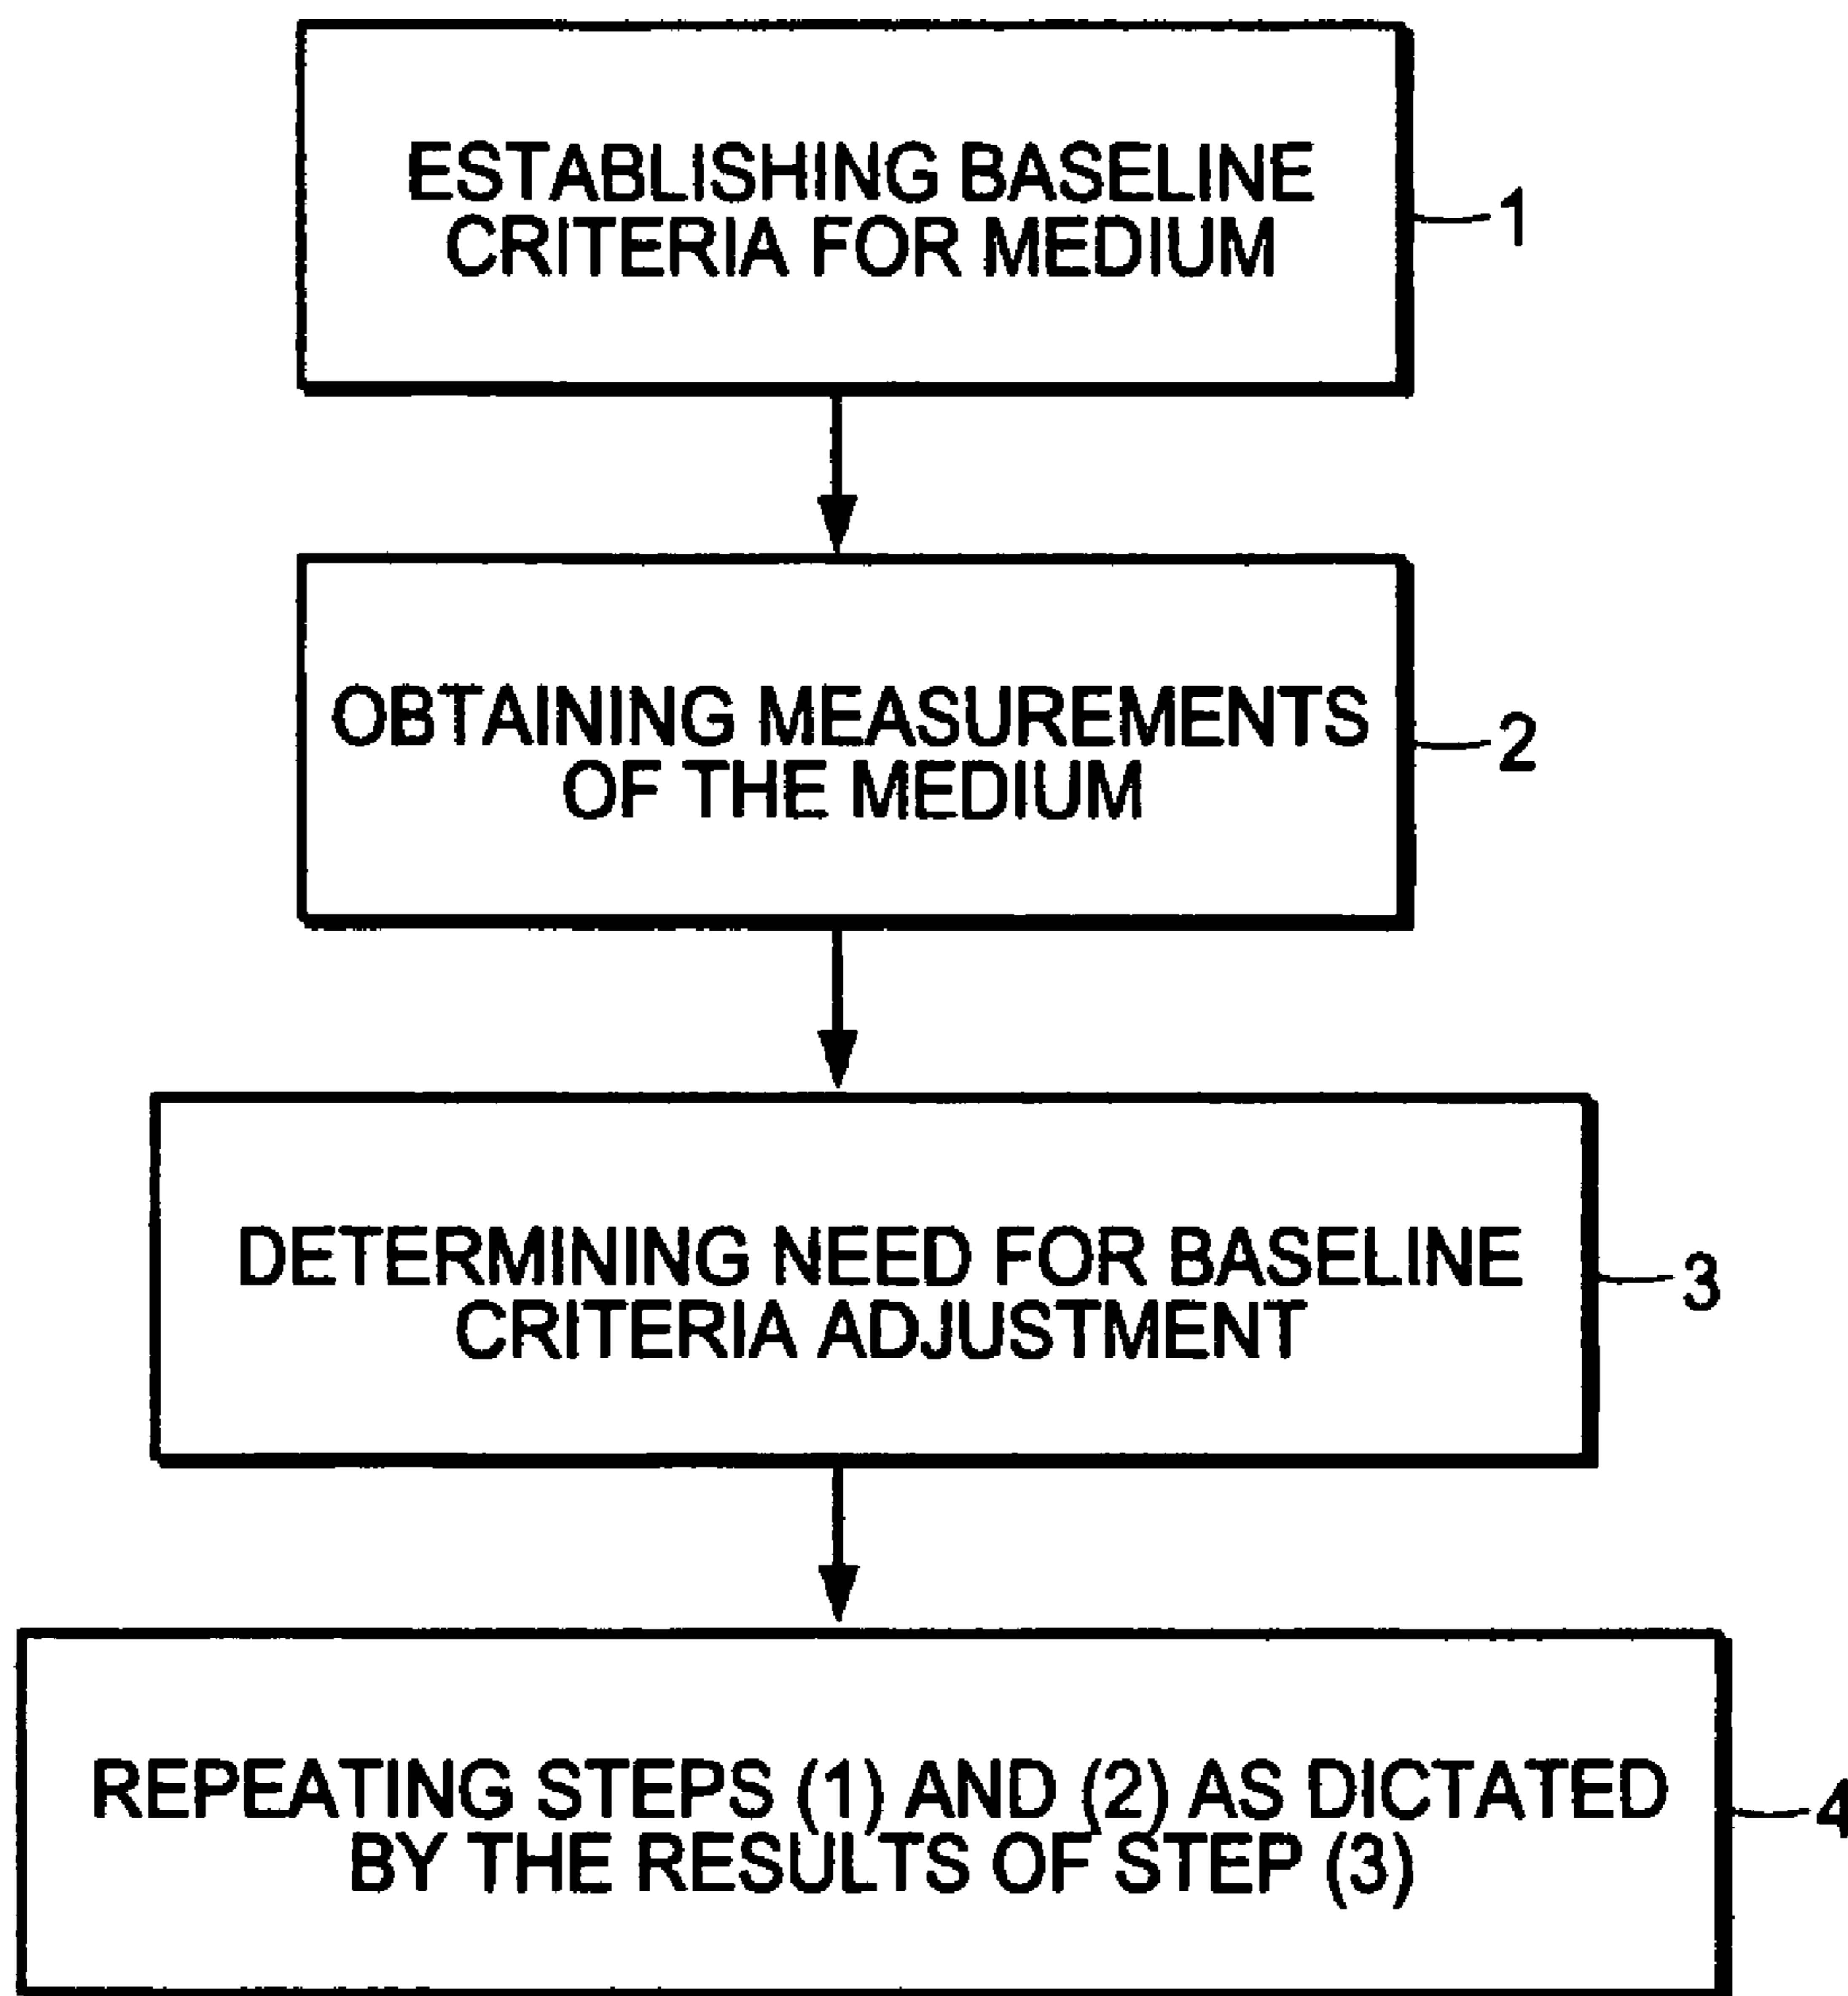 ESTABLISHING BASELINE
CRITERIA FOR MEDIUM
1
OBTAINING MEASUREMENTS
OF THE MEDIUM
2
DETERMINING NEED FOR BASELINE
CRITERIA ADJUSTMENT
3
REPEATING STEPS (1) AND (2) AS DICTATED
BY THE RESULTS OF STEP (3)
4